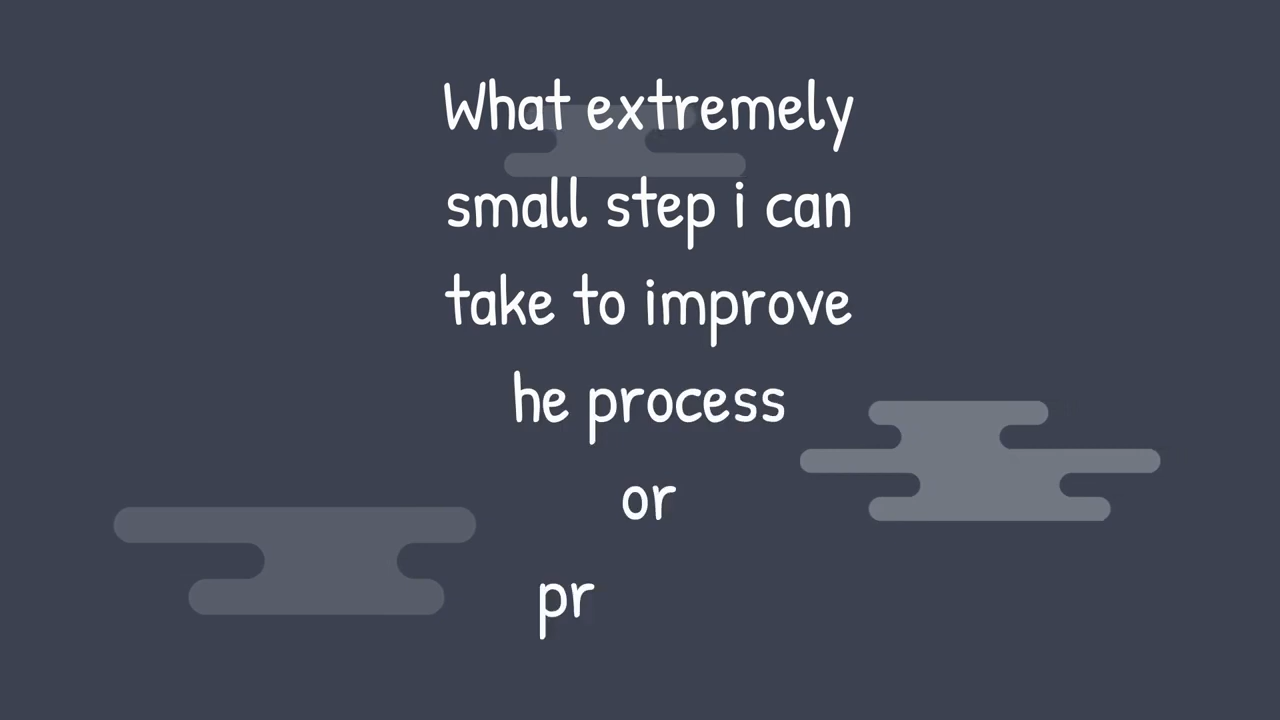 What extremely
small step i can
take to improve
he process
or
pr